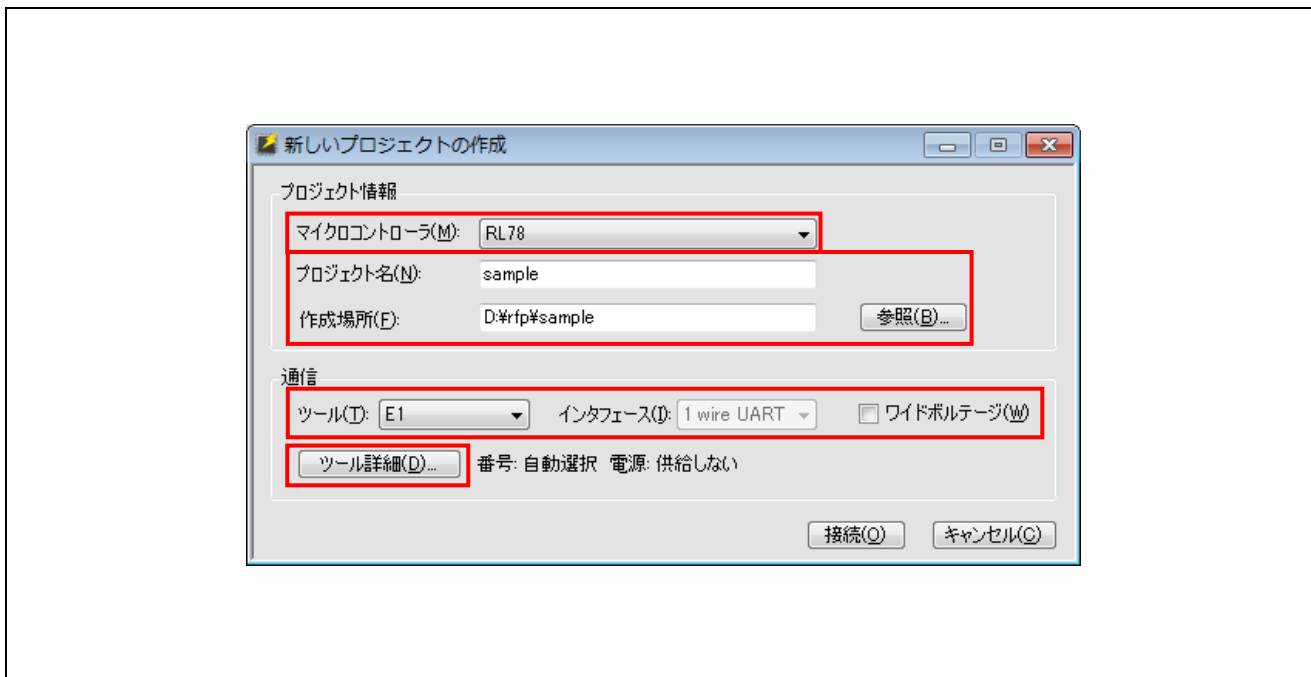 新しいプロジェクトの作成
プロジェクト情報
マイクロコントローラ(M): RL78
プロジェクト名(N): sample
作成場所(F): D:¥rfp¥sample 参照(B)...
通信
ツール(T): E1 インタフェース(I): 1 wire UART ワイドボルテージ(W)
ツール詳細(D)... 番号: 自動選択 電源: 供給しない
接続(O) キャンセル(C)